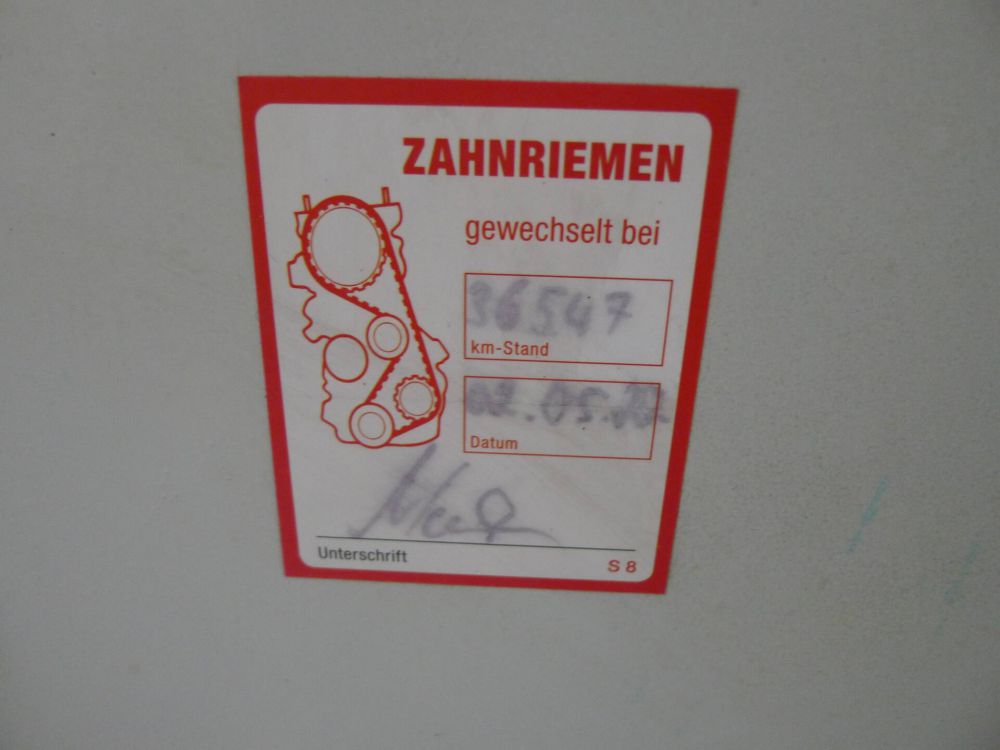 ZAHNRIEMEN
gewechselt bei
36547
km-Stand
Datum
Unterschrift
S 8